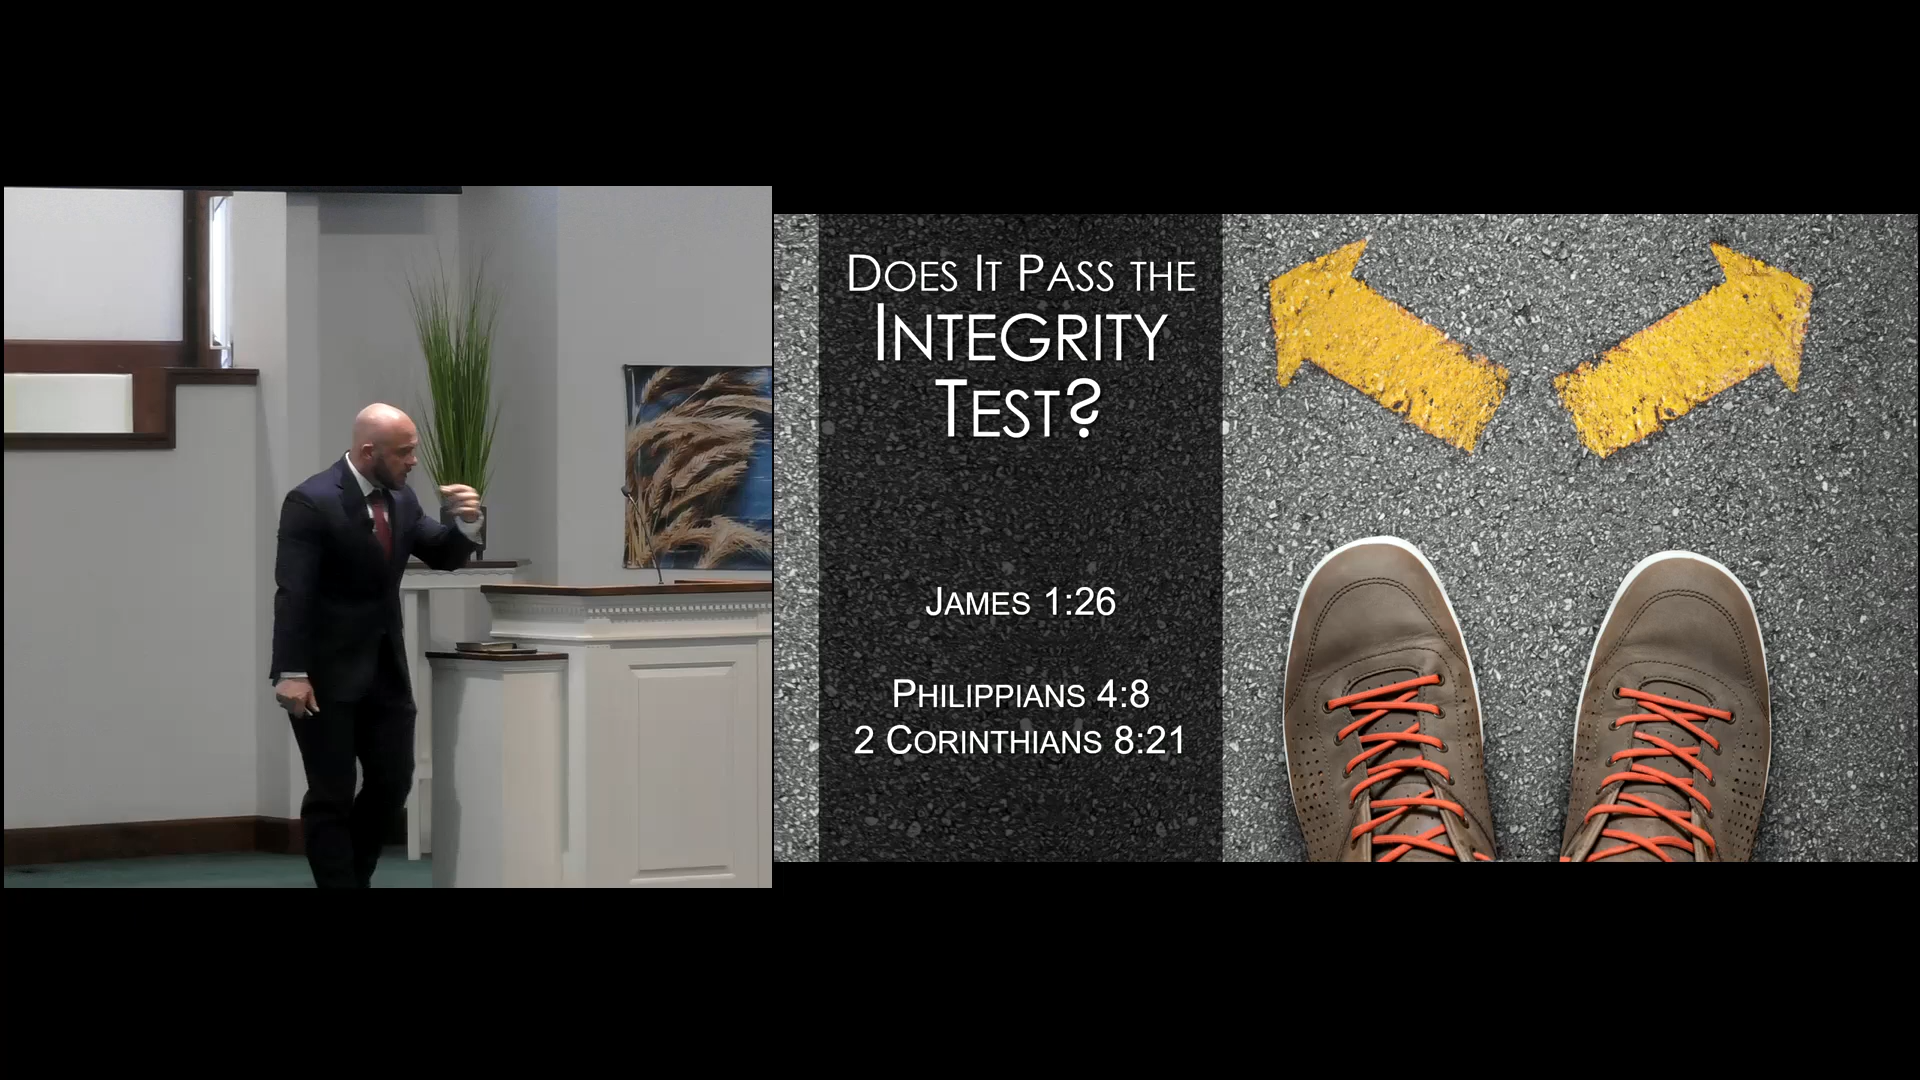 Does It Pass the
Integrity
Test?
James 1:26
Philippians 4:8
2 Corinthians 8:21